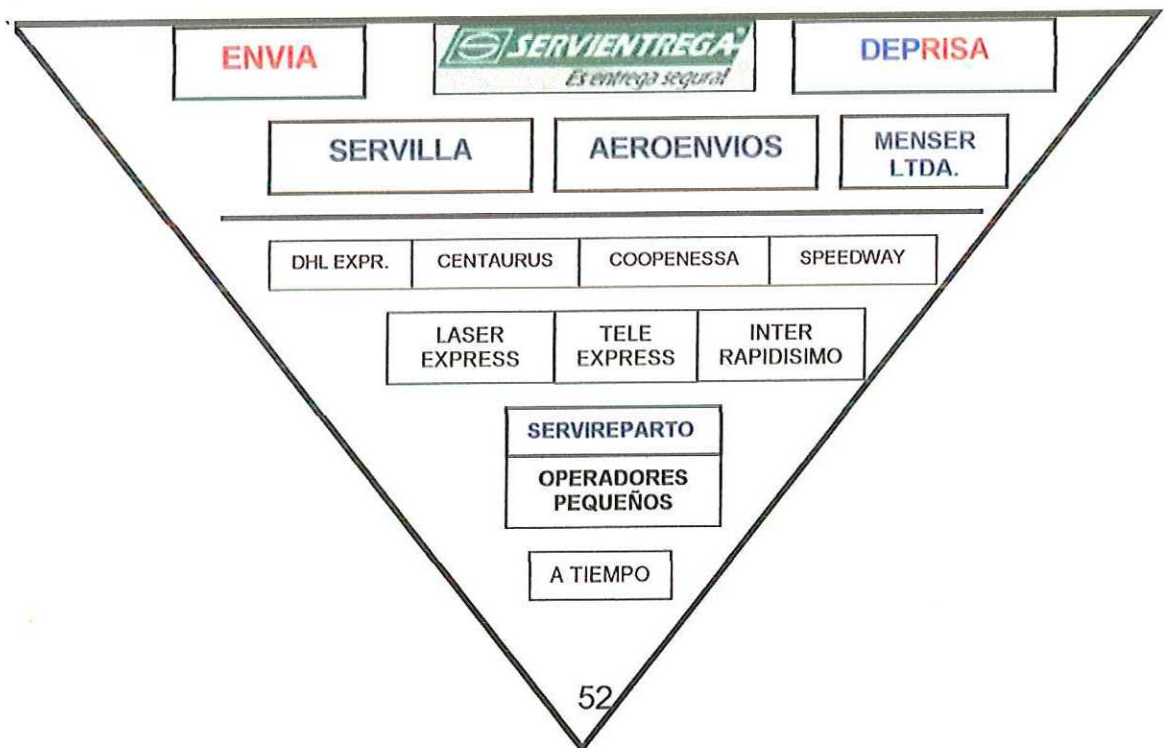 ENVIA
SERVIENTREGA
Es entrega segura!
DEPRISA
SERVILLA
AEROENVIOS
MENSER
LTDA.
DHL EXPR.
CENTAURUS
COOPENESSA
SPEEDWAY
LASER
EXPRESS
TELE
EXPRESS
INTER
RAPIDISIMO
SERVIREPARTO
OPERADORES
PEQUEÑOS
A TIEMPO
52